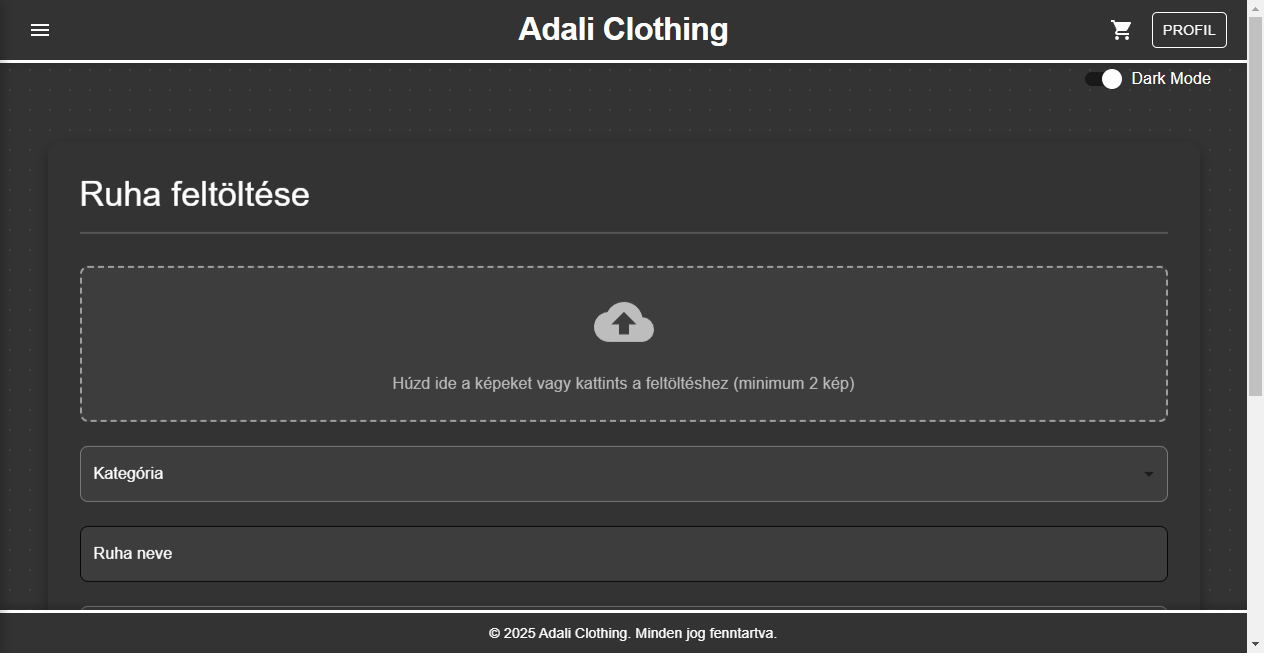 Adali Clothing
PROFIL
Dark Mode
Ruha feltöltése
Húzd ide a képeket vagy kattints a feltöltéshez (minimum 2 kép)
Kategória
Ruha neve
© 2025 Adali Clothing. Minden jog fenntartva.